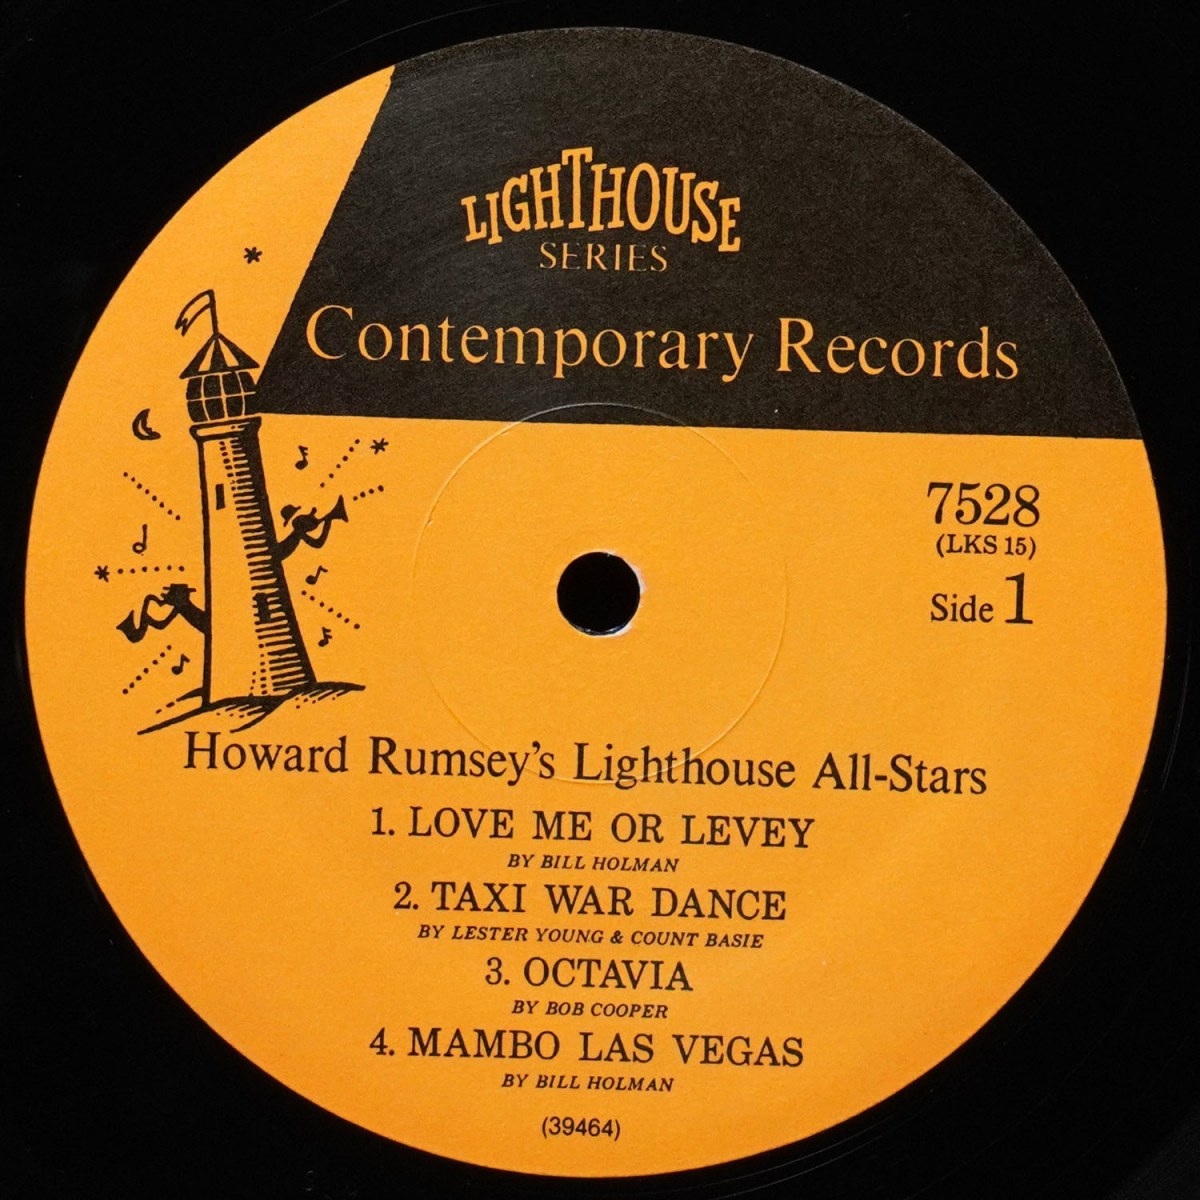 LIGHTHOUSE
SERIES
Contemporary Records
7528
(LKS 15)
Side 1
Howard Rumsey's Lighthouse All-Stars
1. LOVE ME OR LEVEY
BY BILL HOLMAN
2. TAXI WAR DANCE
BY LESTER YOUNG & COUNT BASIE
3. OCTAVIA
BY BOB COOPER
4. MAMBO LAS VEGAS
BY BILL HOLMAN
(39464)